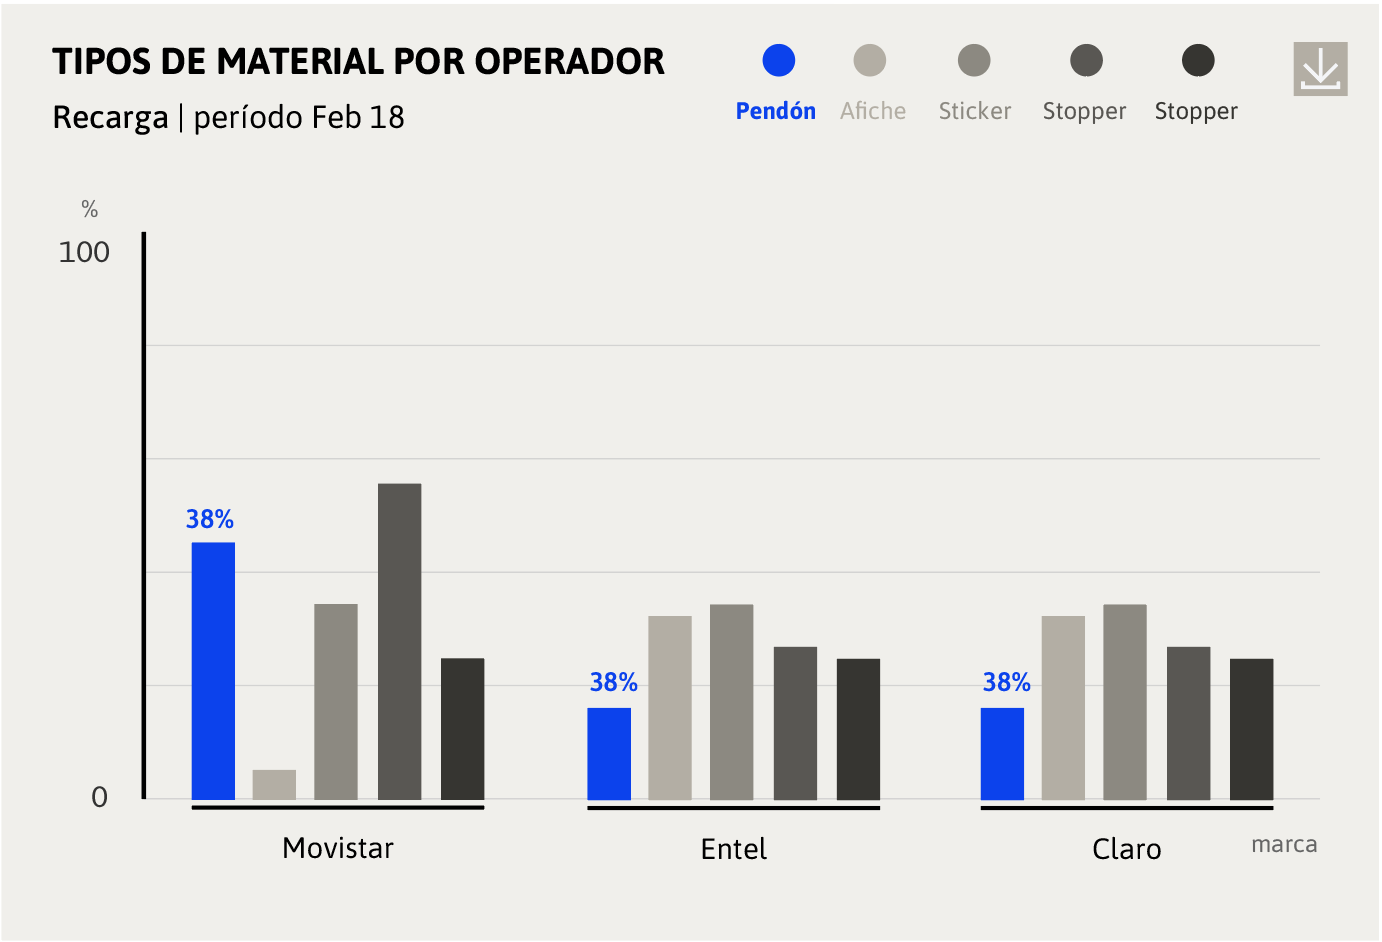 TIPOS DE MATERIAL POR OPERADOR
Recarga | período Feb 18
Pendón Afiche Sticker Stopper Stopper
%
100
38%
38% 38%
0
Movistar Entel Claro marca